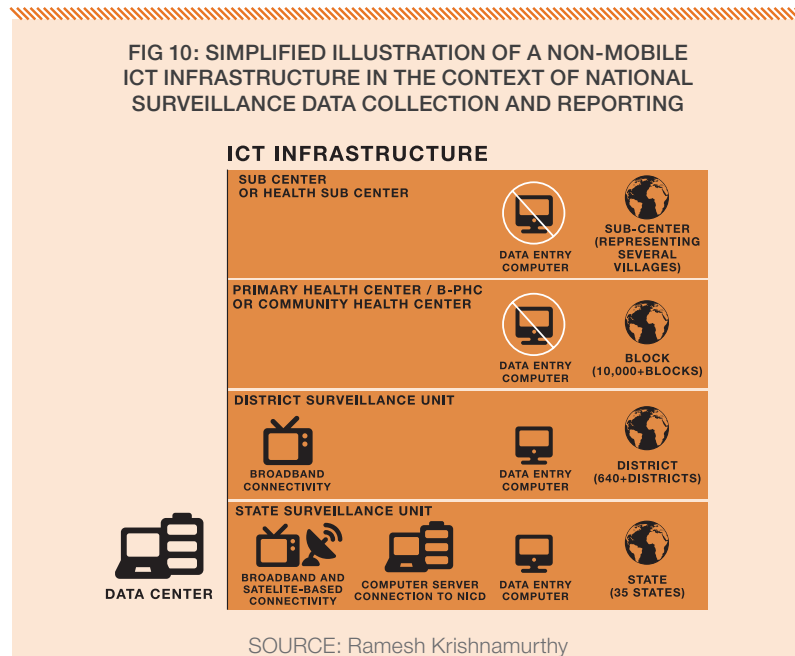 FIG 10: SIMPLIFIED ILLUSTRATION OF A NON-MOBILE
ICT INFRASTRUCTURE IN THE CONTEXT OF NATIONAL
SURVEILLANCE DATA COLLECTION AND REPORTING
ICT INFRASTRUCTURE
SUB CENTER
OR HEALTH SUB CENTER
DATA ENTRY
COMPUTER
SUB-CENTER
(REPRESENTING
SEVERAL
VILLAGES)
PRIMARY HEALTH CENTER / B-PHC
OR COMMUNITY HEALTH CENTER
DATA ENTRY
COMPUTER
BLOCK
(10,000+BLOCKS)
DISTRICT SURVEILLANCE UNIT
BROADBAND
CONNECTIVITY
DATA ENTRY
COMPUTER
DISTRICT
(640+DISTRICTS)
STATE SURVEILLANCE UNIT
DATA CENTER
BROADBAND AND
SATELITE-BASED
CONNECTIVITY
COMPUTER SERVER
CONNECTION TO NICD
DATA ENTRY
COMPUTER
STATE
(35 STATES)
SOURCE: Ramesh Krishnamurthy